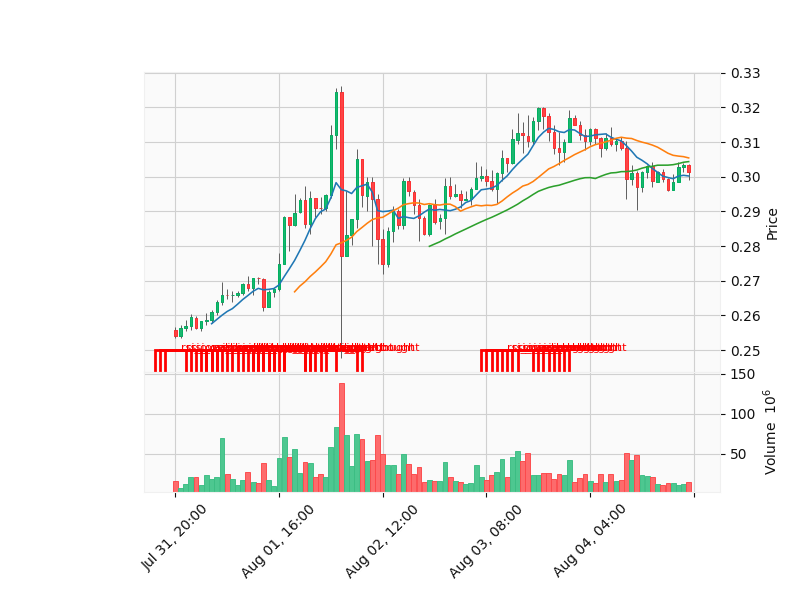 0.33
0.32
0.31
0.30
0.29
0.28
0.27
0.26
0.25
Price
150
100
50
Volume 10^6
Jul 31, 20:00
Aug 01, 16:00
Aug 02, 12:00
Aug 03, 08:00
Aug 04, 04:00